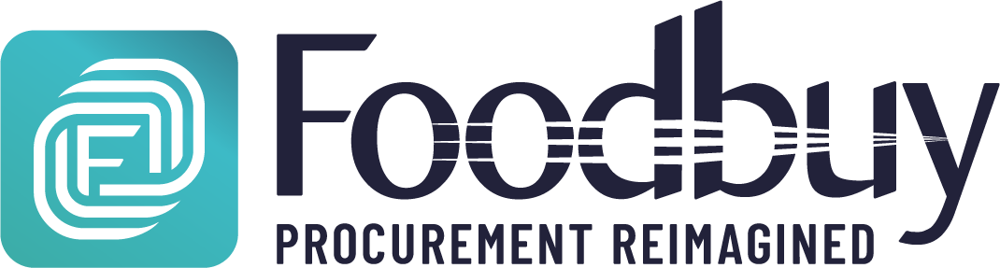 F
Foodbuy
PROCUREMENT REIMAGINED